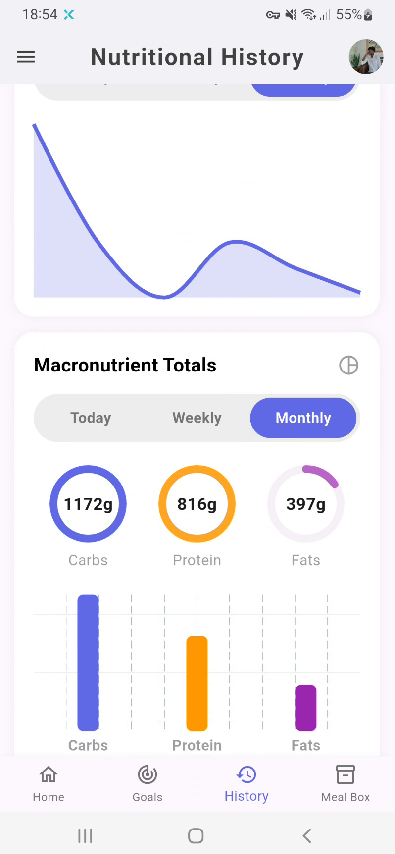 18:54
55%
Nutritional History
Macronutrient Totals
Today Weekly Monthly
1172g 816g 397g
Carbs Protein Fats
Carbs Protein Fats
Home Goals History Meal Box